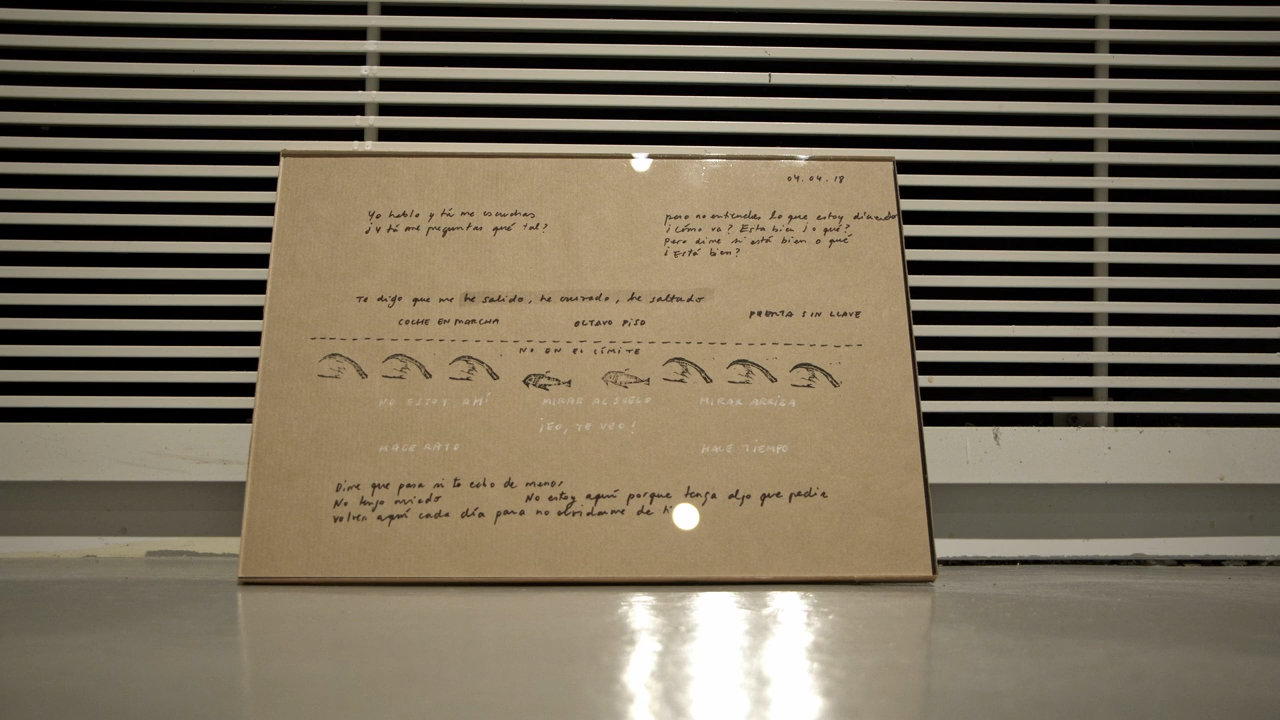 04.04.18
Yo hablo y tú me escuchas
¿Y tú me preguntas qué tal?
pero no entiendes lo que estoy diciendo
¿Cómo va? Esta bien ¿o qué?
Pero dime si está bien o qué
¿Está bien?
Te digo que me he salido, he currado, he saltado
COCHE EN MARCHA
OCTAVO PISO
PUERTA SIN LLAVE
NO EN EL LÍMITE
NO ESTOY AHÍ
MIRAR AL SUELO
MIRAR ARRIBA
¡EO, TE VEO!
HACE RATO
HACE TIEMPO
Dime que pasa si te echo de menos
No tengo miedo
No estoy aquí porque tenga algo que pedir
volver aquí cada día para no olvidarme de